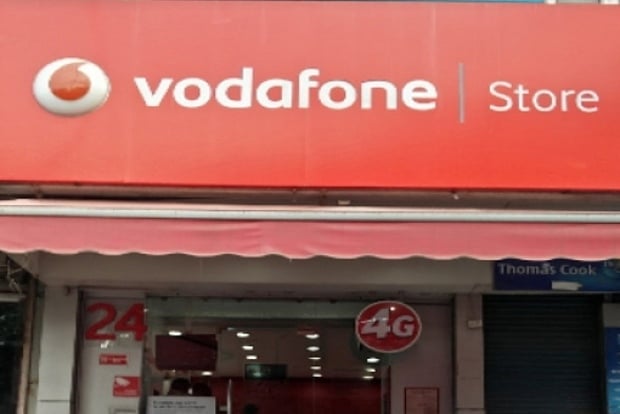 vodafone | Store
Thomas Cook
24
4G